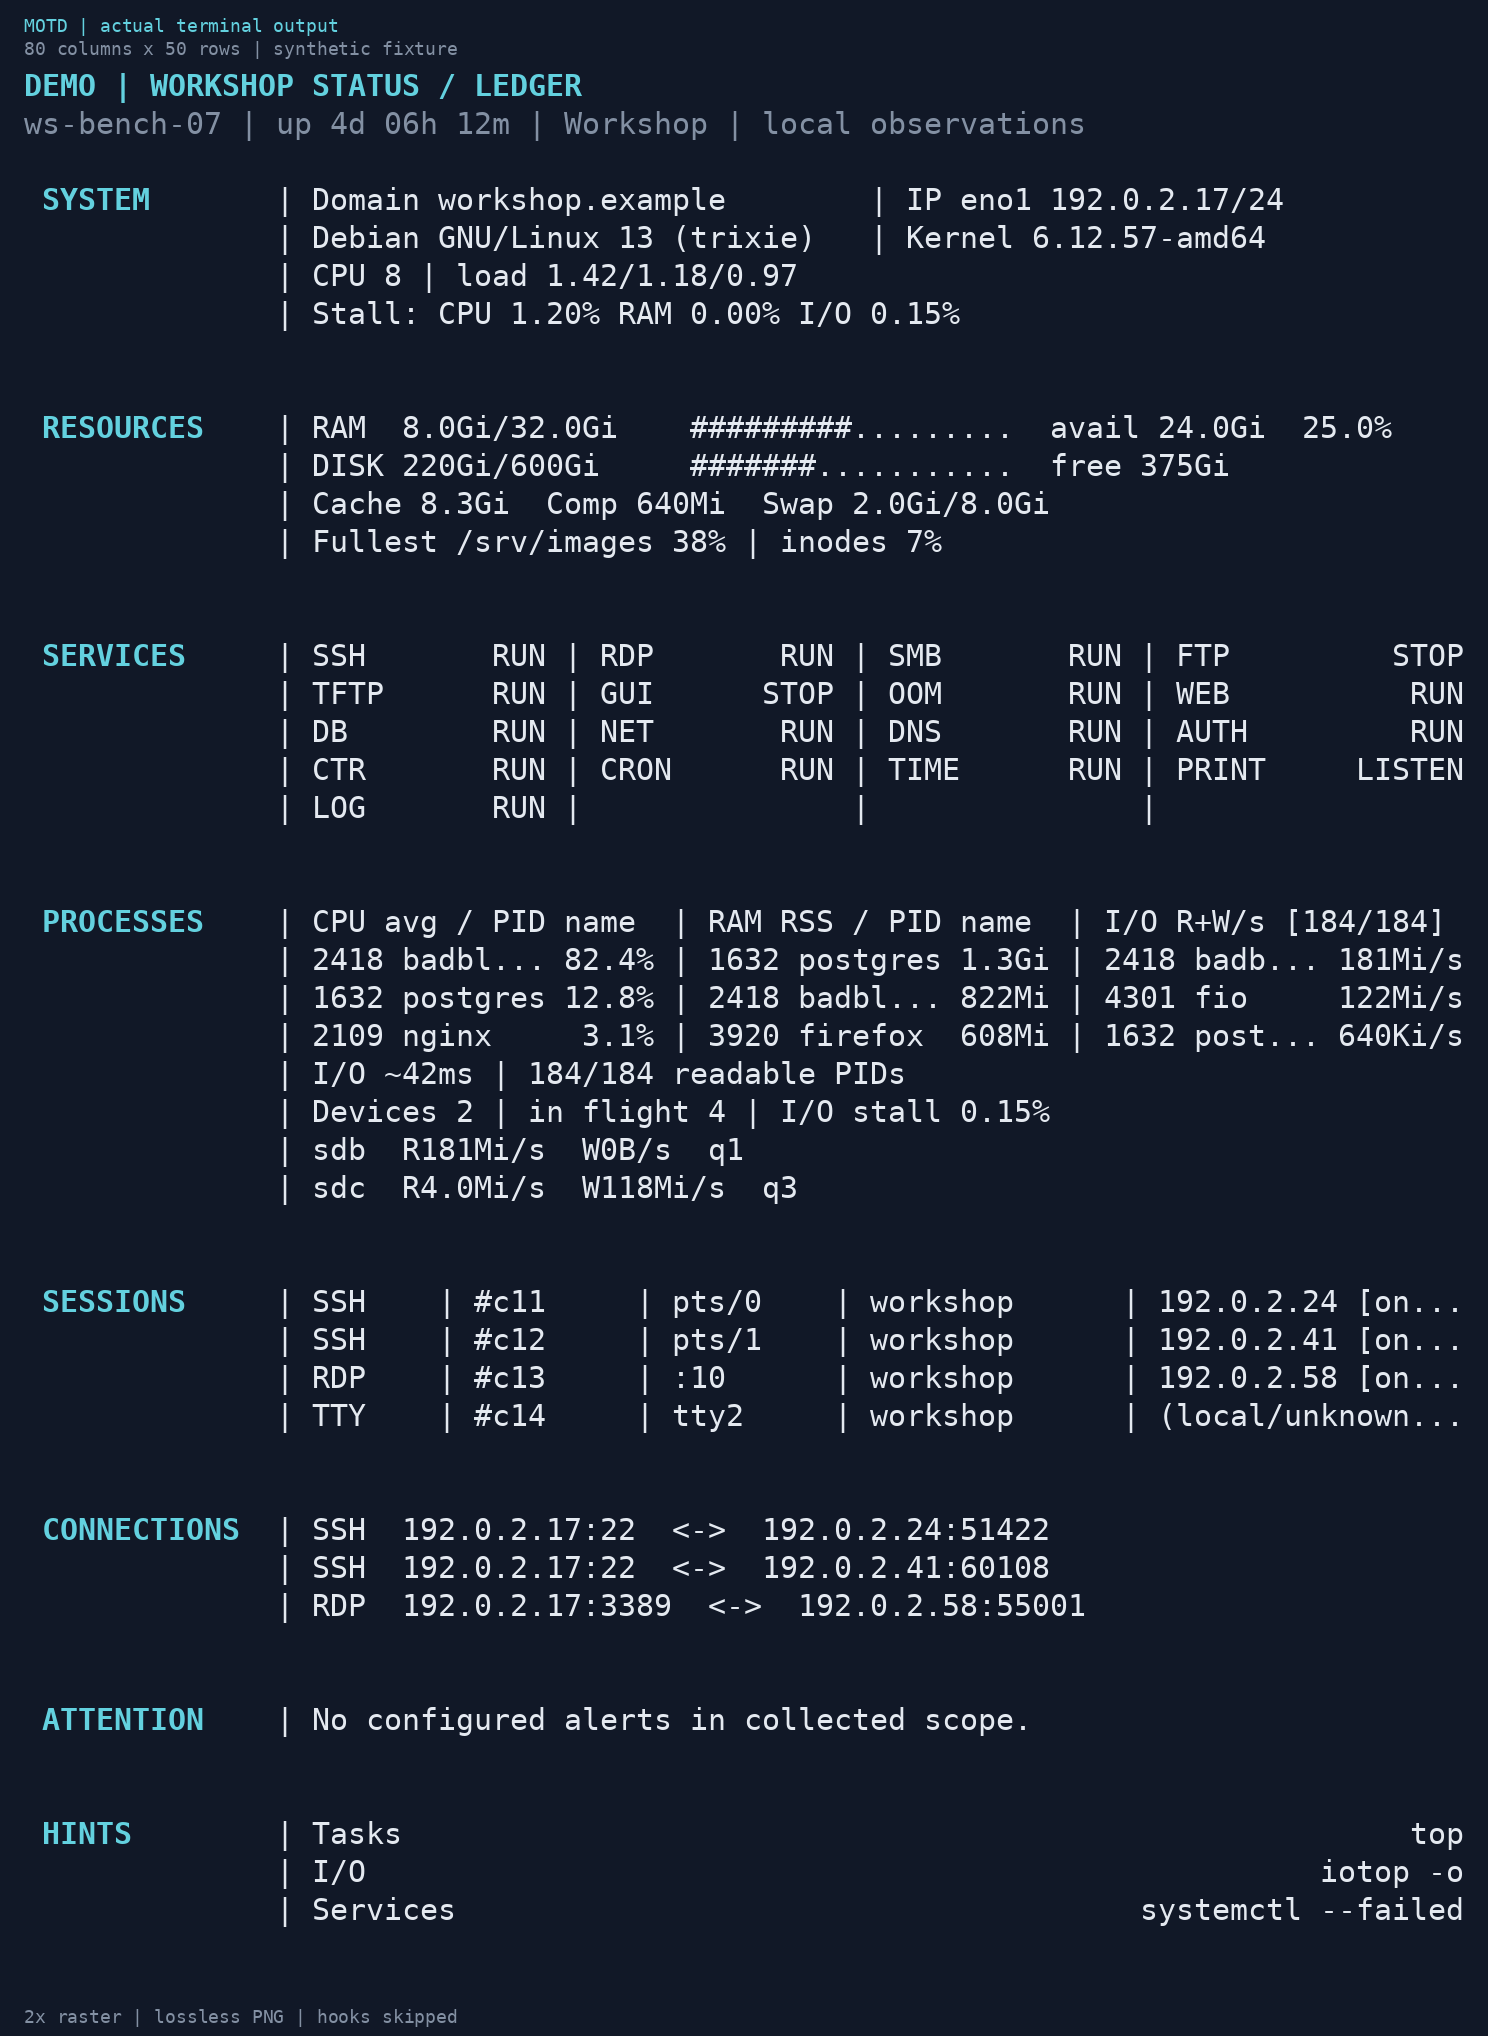 MOTD | actual terminal output
80 columns x 50 rows | synthetic fixture
DEMO | WORKSHOP STATUS / LEDGER
ws-bench-07 | up 4d 06h 12m | Workshop | local observations
SYSTEM | Domain workshop.example | IP eno1 192.0.2.17/24
| Debian GNU/Linux 13 (trixie) | Kernel 6.12.57-amd64
| CPU 8 | load 1.42/1.18/0.97
| Stall: CPU 1.20% RAM 0.00% I/O 0.15%
RESOURCES | RAM 8.0Gi/32.0Gi #########......... avail 24.0Gi 25.0%
| DISK 220Gi/600Gi #######........... free 375Gi
| Cache 8.3Gi Comp 640Mi Swap 2.0Gi/8.0Gi
| Fullest /srv/images 38% | inodes 7%
SERVICES | SSH RUN | RDP RUN | SMB RUN | FTP STOP
| TFTP RUN | GUI STOP | OOM RUN | WEB RUN
| DB RUN | NET RUN | DNS RUN | AUTH RUN
| CTR RUN | CRON RUN | TIME RUN | PRINT LISTEN
| LOG RUN | | |
PROCESSES | CPU avg / PID name | RAM RSS / PID name | I/O R+W/s [184/184]
| 2418 badbl... 82.4% | 1632 postgres 1.3Gi | 2418 badb... 181Mi/s
| 1632 postgres 12.8% | 2418 badbl... 822Mi | 4301 fio 122Mi/s
| 2109 nginx 3.1% | 3920 firefox 608Mi | 1632 post... 640Ki/s
| I/O ~42ms | 184/184 readable PIDs
| Devices 2 | in flight 4 | I/O stall 0.15%
| sdb R181Mi/s W0B/s q1
| sdc R4.0Mi/s W118Mi/s q3
SESSIONS | SSH | #c11 | pts/0 | workshop | 192.0.2.24 [on...
| SSH | #c12 | pts/1 | workshop | 192.0.2.41 [on...
| RDP | #c13 | :10 | workshop | 192.0.2.58 [on...
| TTY | #c14 | tty2 | workshop | (local/unknown...
CONNECTIONS | SSH 192.0.2.17:22 <-> 192.0.2.24:51422
| SSH 192.0.2.17:22 <-> 192.0.2.41:60108
| RDP 192.0.2.17:3389 <-> 192.0.2.58:55001
ATTENTION | No configured alerts in collected scope.
HINTS | Tasks top
| I/O iotop -o
| Services systemctl --failed
2x raster | lossless PNG | hooks skipped